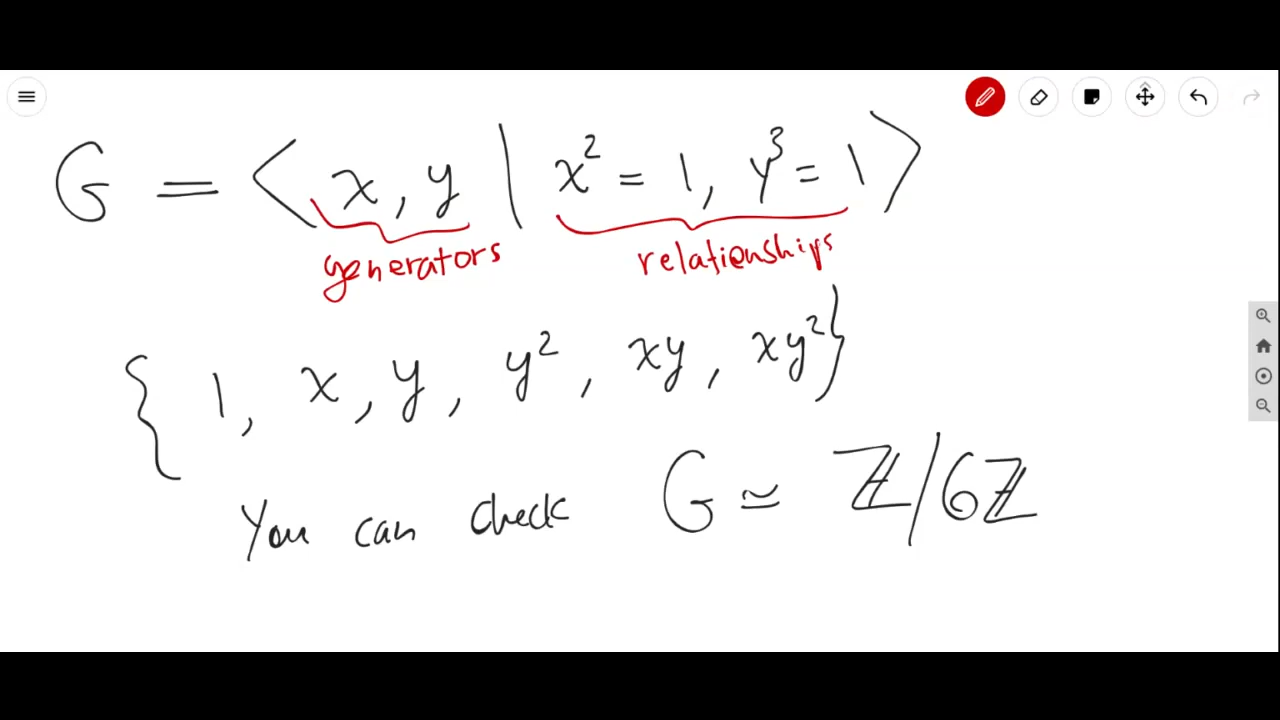 G = ⟨ x, y | x² = 1, y³ = 1 ⟩
generators relationships
{ 1, x, y, y², xy, xy² }
You can check G ≃ ℤ/6ℤ